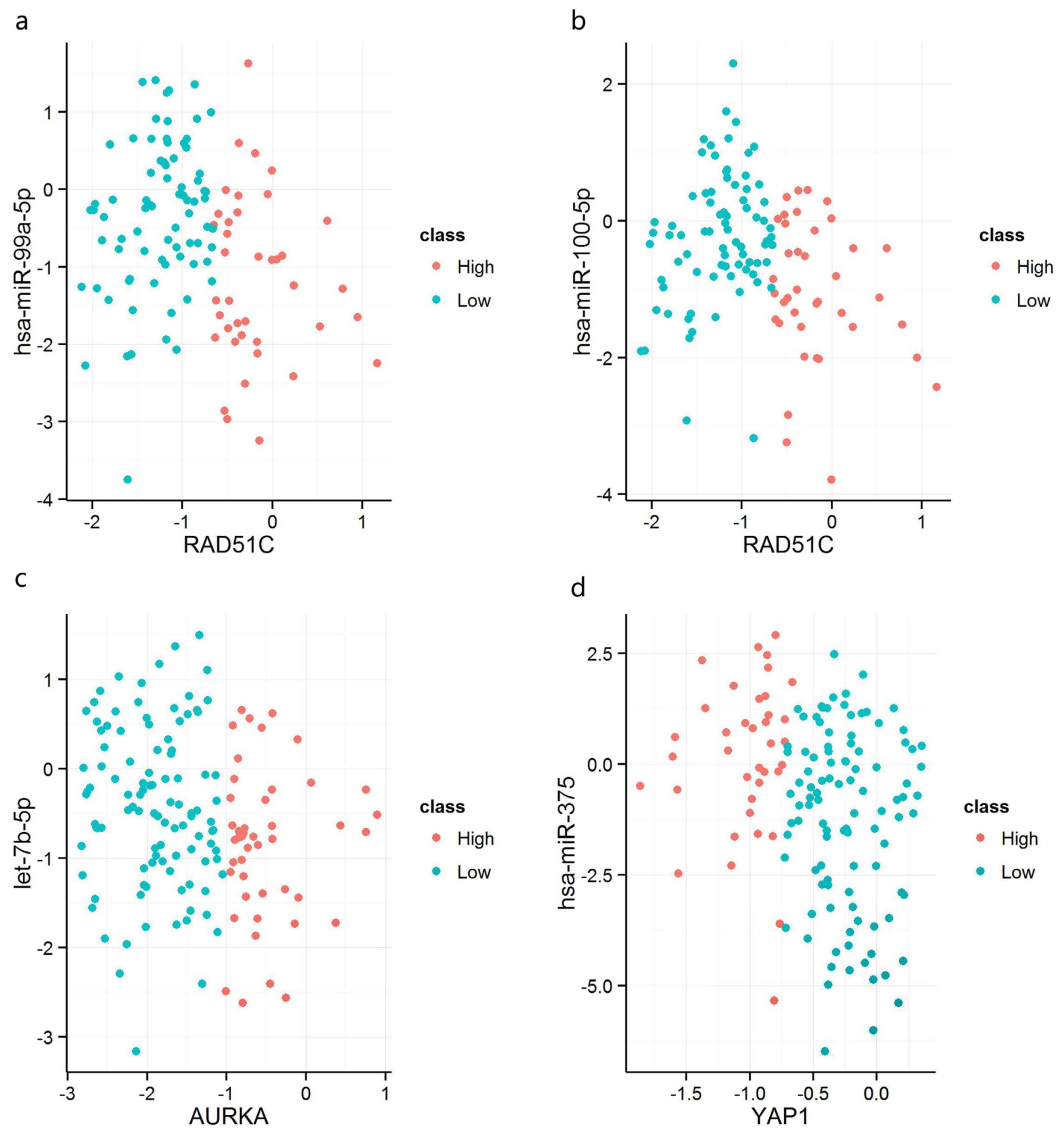 a
hsa-miR-99a-5p
1
0
-1
-2
-3
-4
-2 -1 0 1
RAD51C
class
High
Low
b
hsa-miR-100-5p
2
0
-2
-4
-2 -1 0 1
RAD51C
class
High
Low
c
let-7b-5p
1
0
-1
-2
-3
-3 -2 -1 0 1
AURKA
class
High
Low
d
hsa-miR-375
2.5
0.0
-2.5
-5.0
-1.5 -1.0 -0.5 0.0
YAP1
class
High
Low